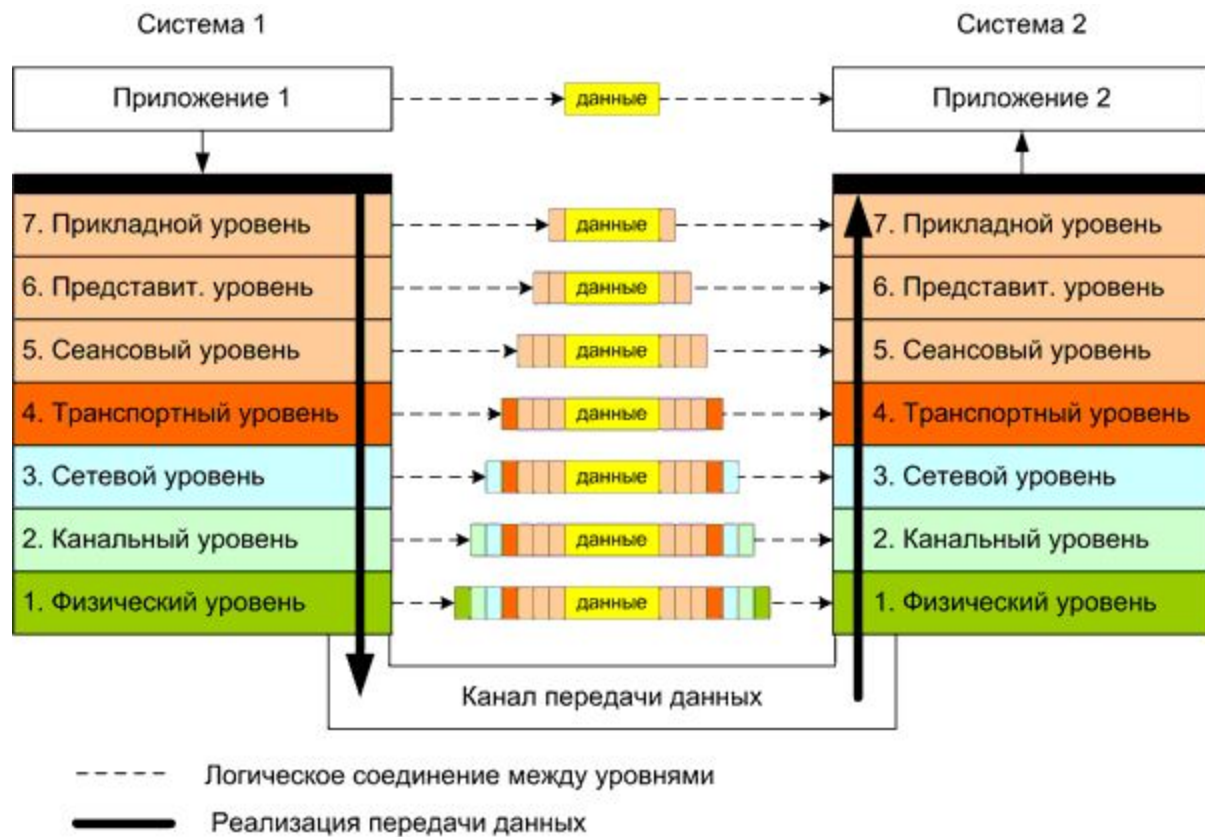 Система 1
Система 2
Приложение 1
данные
Приложение 2
7. Прикладной уровень
данные
7. Прикладной уровень
6. Представит. уровень
данные
6. Представит. уровень
5. Сеансовый уровень
данные
5. Сеансовый уровень
4. Транспортный уровень
данные
4. Транспортный уровень
3. Сетевой уровень
данные
3. Сетевой уровень
2. Канальный уровень
данные
2. Канальный уровень
1. Физический уровень
данные
1. Физический уровень
Канал передачи данных
Логическое соединение между уровнями
Реализация передачи данных